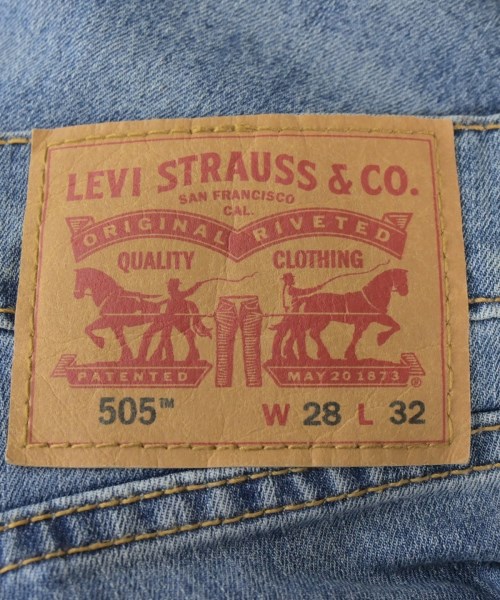 LEVI STRAUSS & CO.
SAN FRANCISCO
CAL.
ORIGINAL RIVETED
QUALITY CLOTHING
PATENTED MAY 20 1873 ®
505™ W 28 L 32